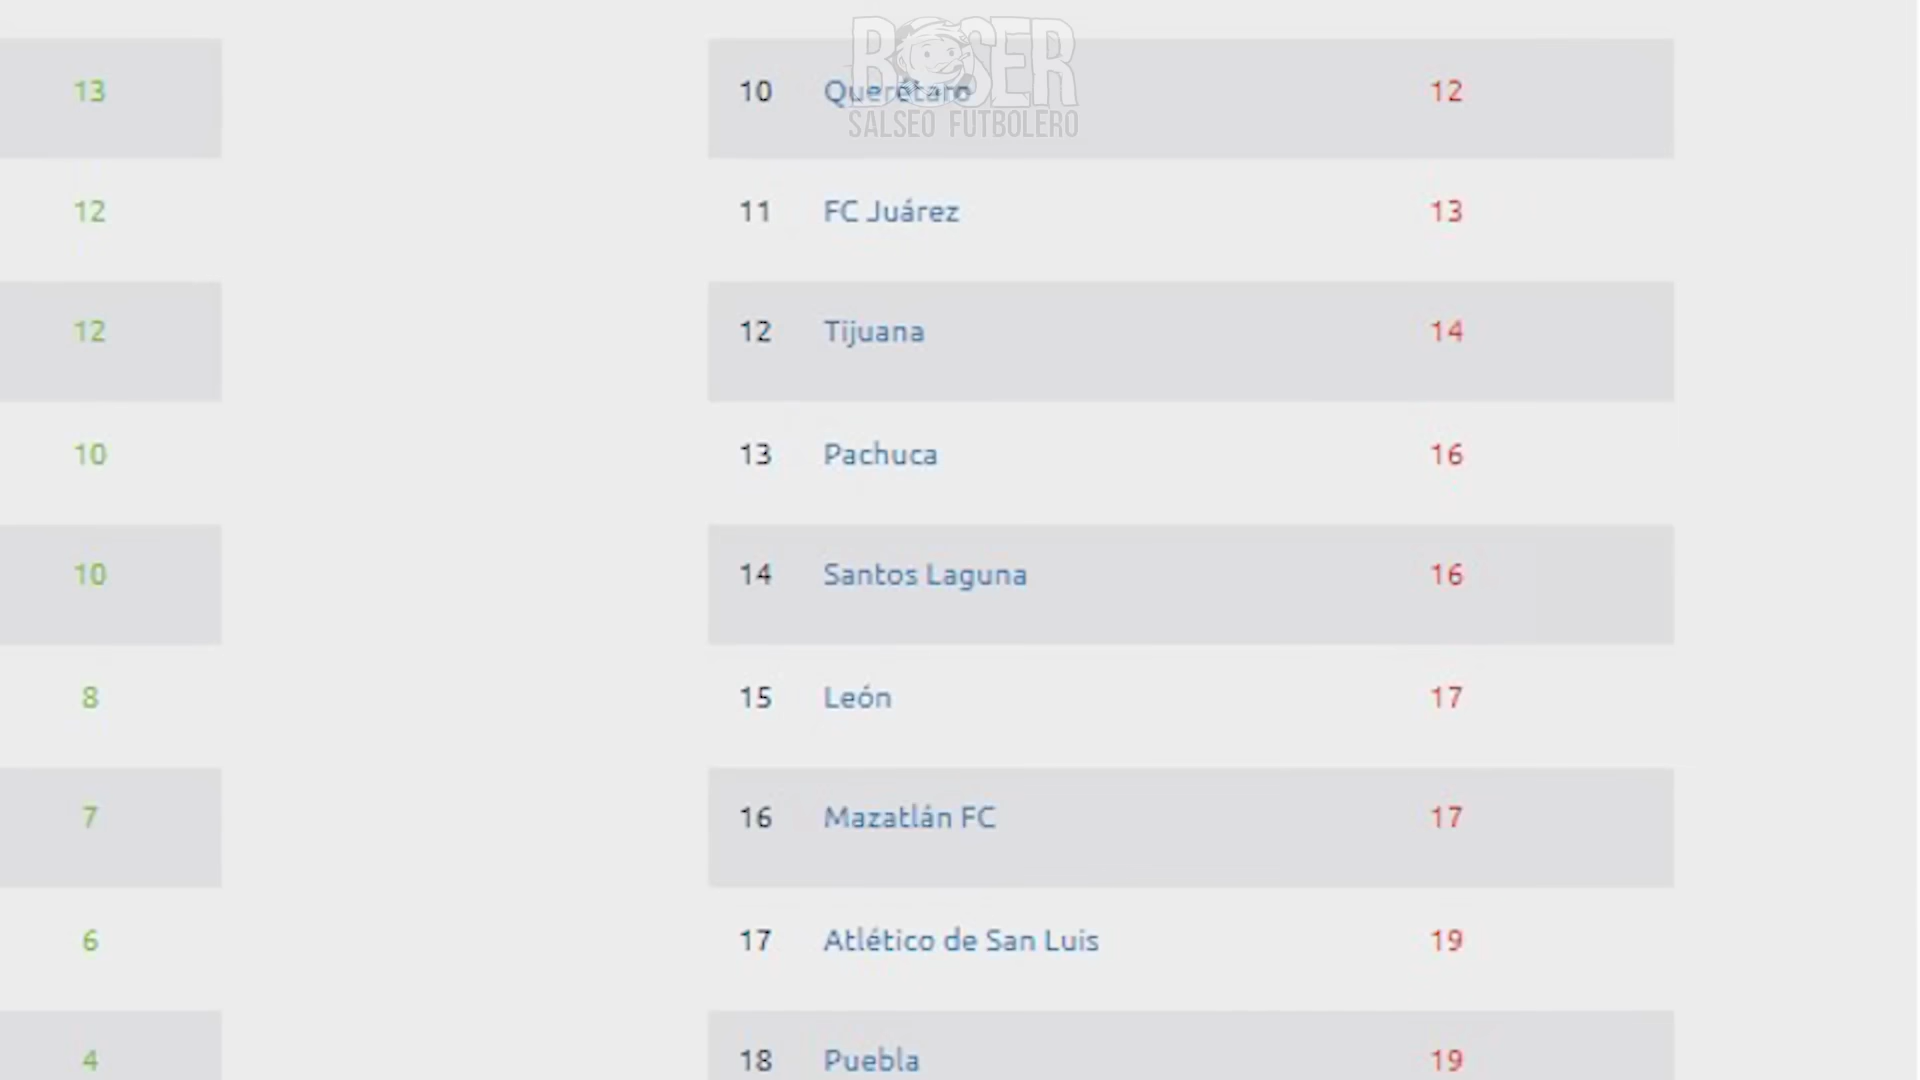 BOSER
SALSEO FUTBOLERO
13
10 Querétaro 12
12
11 FC Juárez 13
12
12 Tijuana 14
10
13 Pachuca 16
10
14 Santos Laguna 16
8
15 León 17
7
16 Mazatlán FC 17
6
17 Atlético de San Luis 19
4
18 Puebla 19